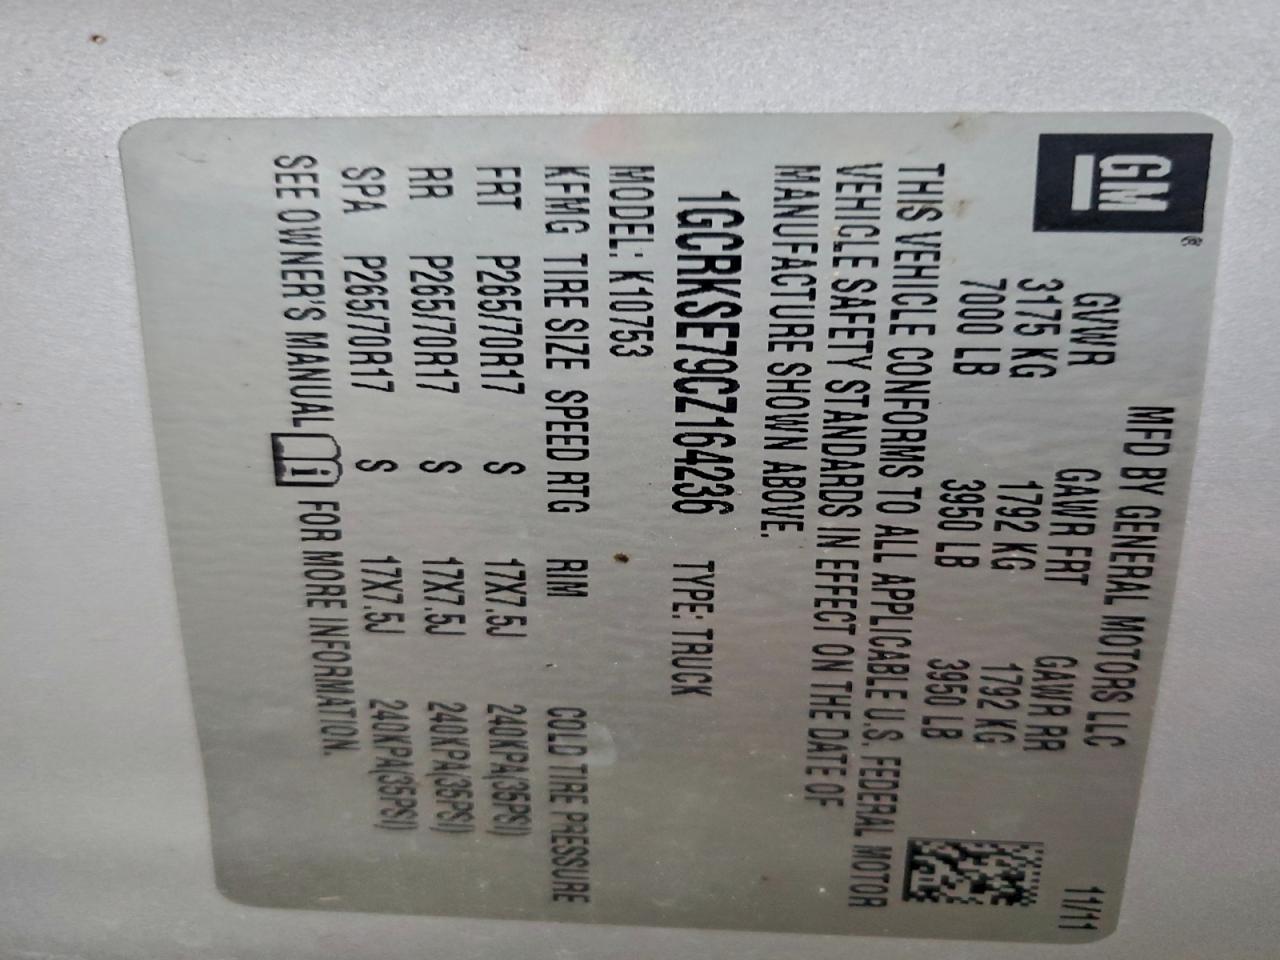 GM®
MFD BY GENERAL MOTORS LLC 11/11
GVWR GAWR FRT GAWR RR
3175 KG 1792 KG 1792 KG
7000 LB 3950 LB 3950 LB
THIS VEHICLE CONFORMS TO ALL APPLICABLE U.S. FEDERAL MOTOR
VEHICLE SAFETY STANDARDS IN EFFECT ON THE DATE OF
MANUFACTURE SHOWN ABOVE.
1GCRKSE79CZ164236 TYPE: TRUCK
MODEL: K10753
KFMG TIRE SIZE SPEED RTG RIM COLD TIRE PRESSURE
FRT P265/70R17 S 17X7.5J 240KPA(35PSI)
RR P265/70R17 S 17X7.5J 240KPA(35PSI)
SPA P265/70R17 S 17X7.5J 240KPA(35PSI)
SEE OWNER'S MANUAL i FOR MORE INFORMATION.